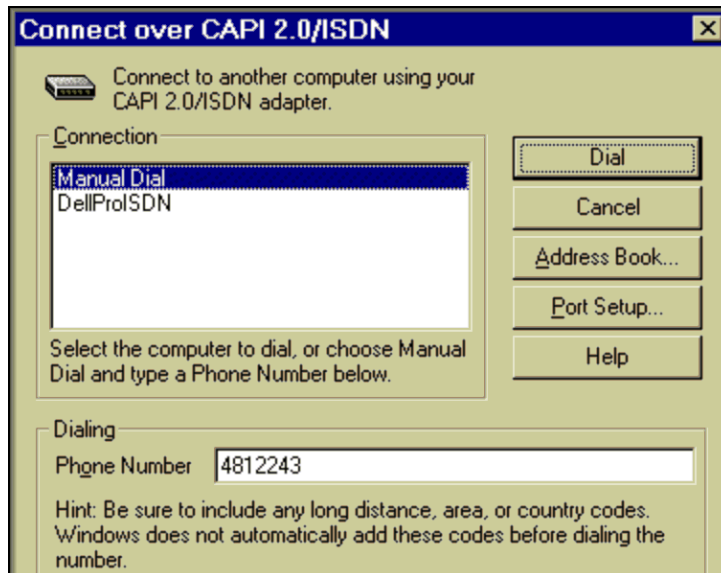 Connect over CAPI 2.0/ISDN
Connect to another computer using your
CAPI 2.0/ISDN adapter.
Connection
Manual Dial
DellProISDN
Select the computer to dial, or choose Manual
Dial and type a Phone Number below.
Dial
Cancel
Address Book...
Port Setup...
Help
Dialing
Phone Number 4812243
Hint: Be sure to include any long distance, area, or country codes.
Windows does not automatically add these codes before dialing the
number.